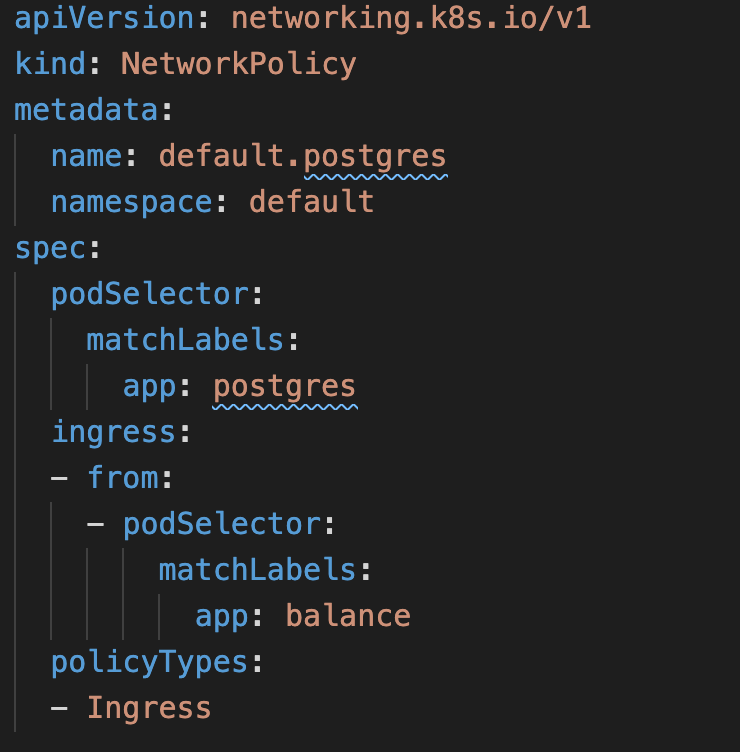 apiVersion: networking.k8s.io/v1
kind: NetworkPolicy
metadata:
  name: default.postgres
  namespace: default
spec:
  podSelector:
    matchLabels:
      app: postgres
  ingress:
  - from:
    - podSelector:
        matchLabels:
          app: balance
  policyTypes:
  - Ingress